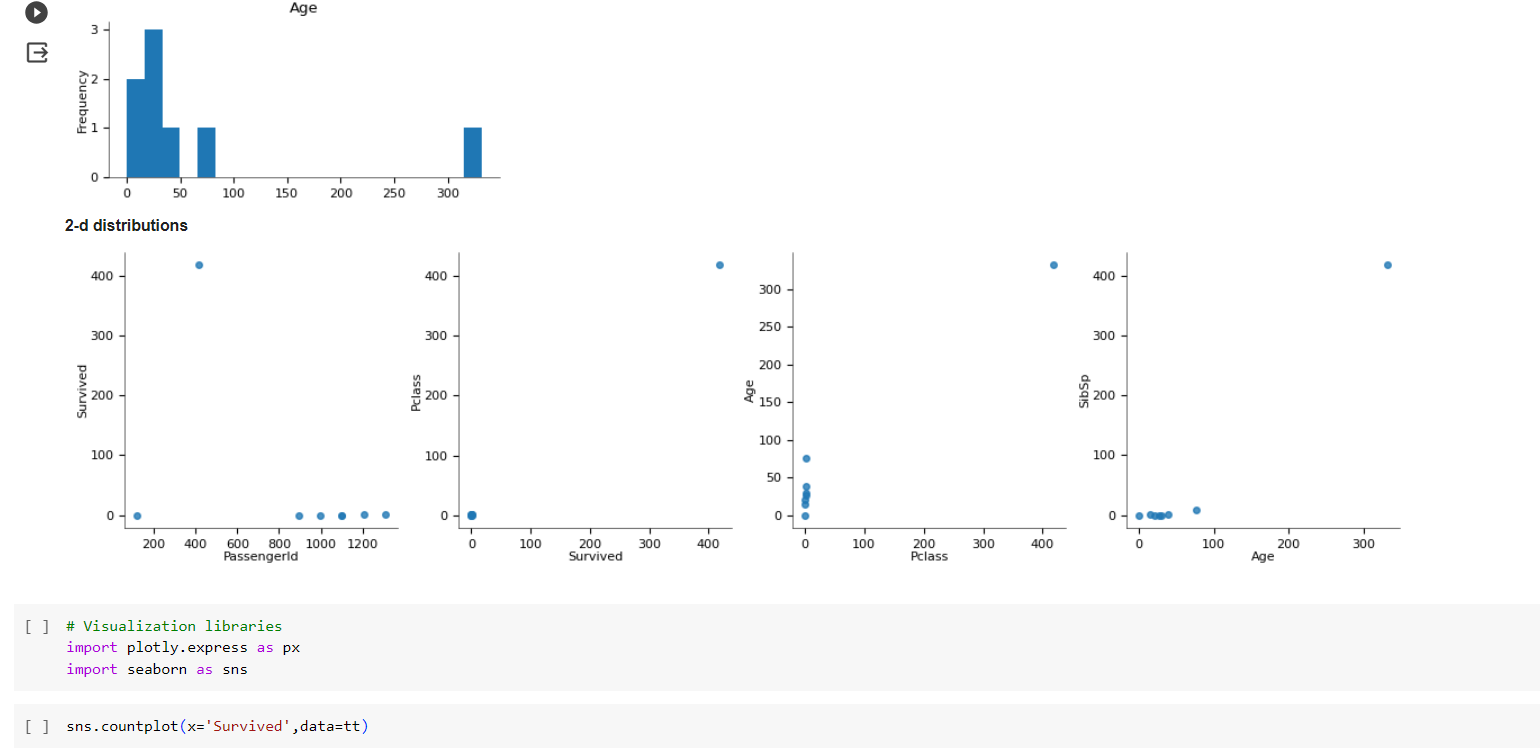 Age
3
2
1
0
Frequency
0 50 100 150 200 250 300
2-d distributions
400
300
200
100
0
Survived
200 400 600 800 1000 1200
PassengerId
400
300
200
100
0
Pclass
0 100 200 300 400
Survived
300
250
200
150
100
50
0
Age
0 100 200 300 400
Pclass
400
300
200
100
0
SibSp
0 100 200 300
Age
[ ] # Visualization libraries
import plotly.express as px
import seaborn as sns
[ ] sns.countplot(x='Survived',data=tt)